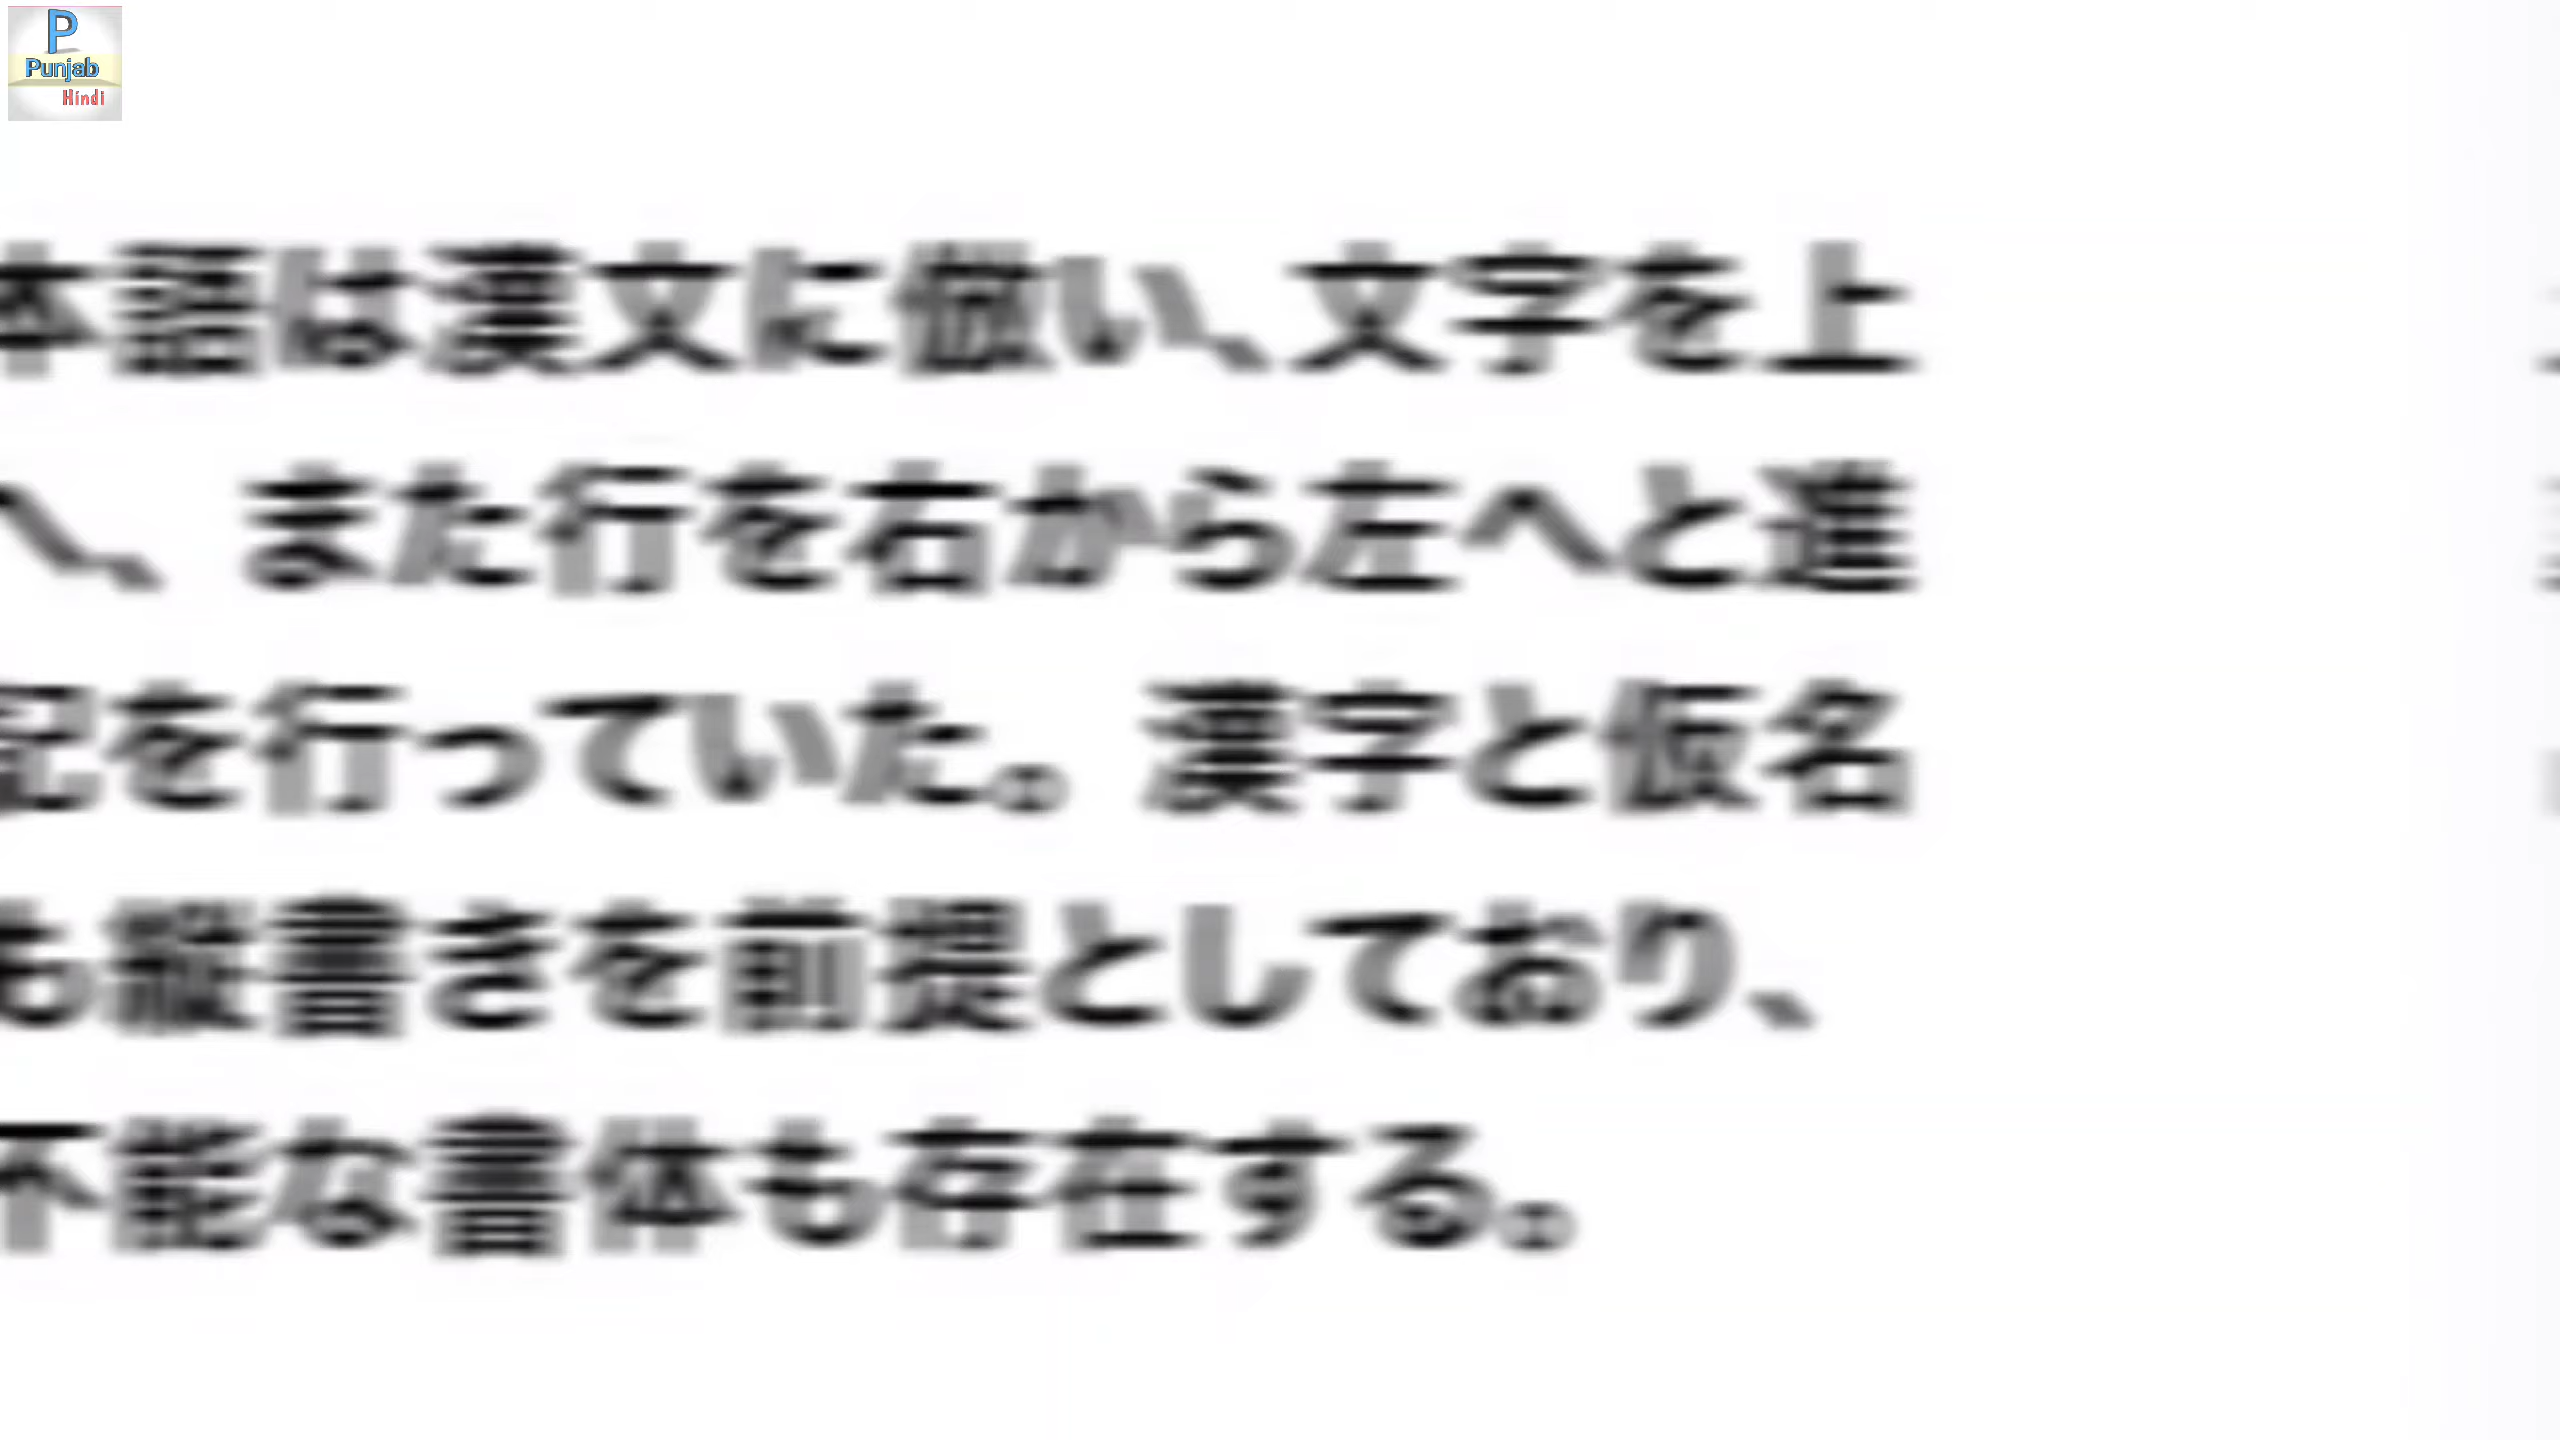 P
Punjab
Hindi
本語は漢文に倣い、文字を上
へ、また行を右から左へと進
記を行っていた。漢字と仮名
も縦書きを前提としており、
不能な書体も存在する。